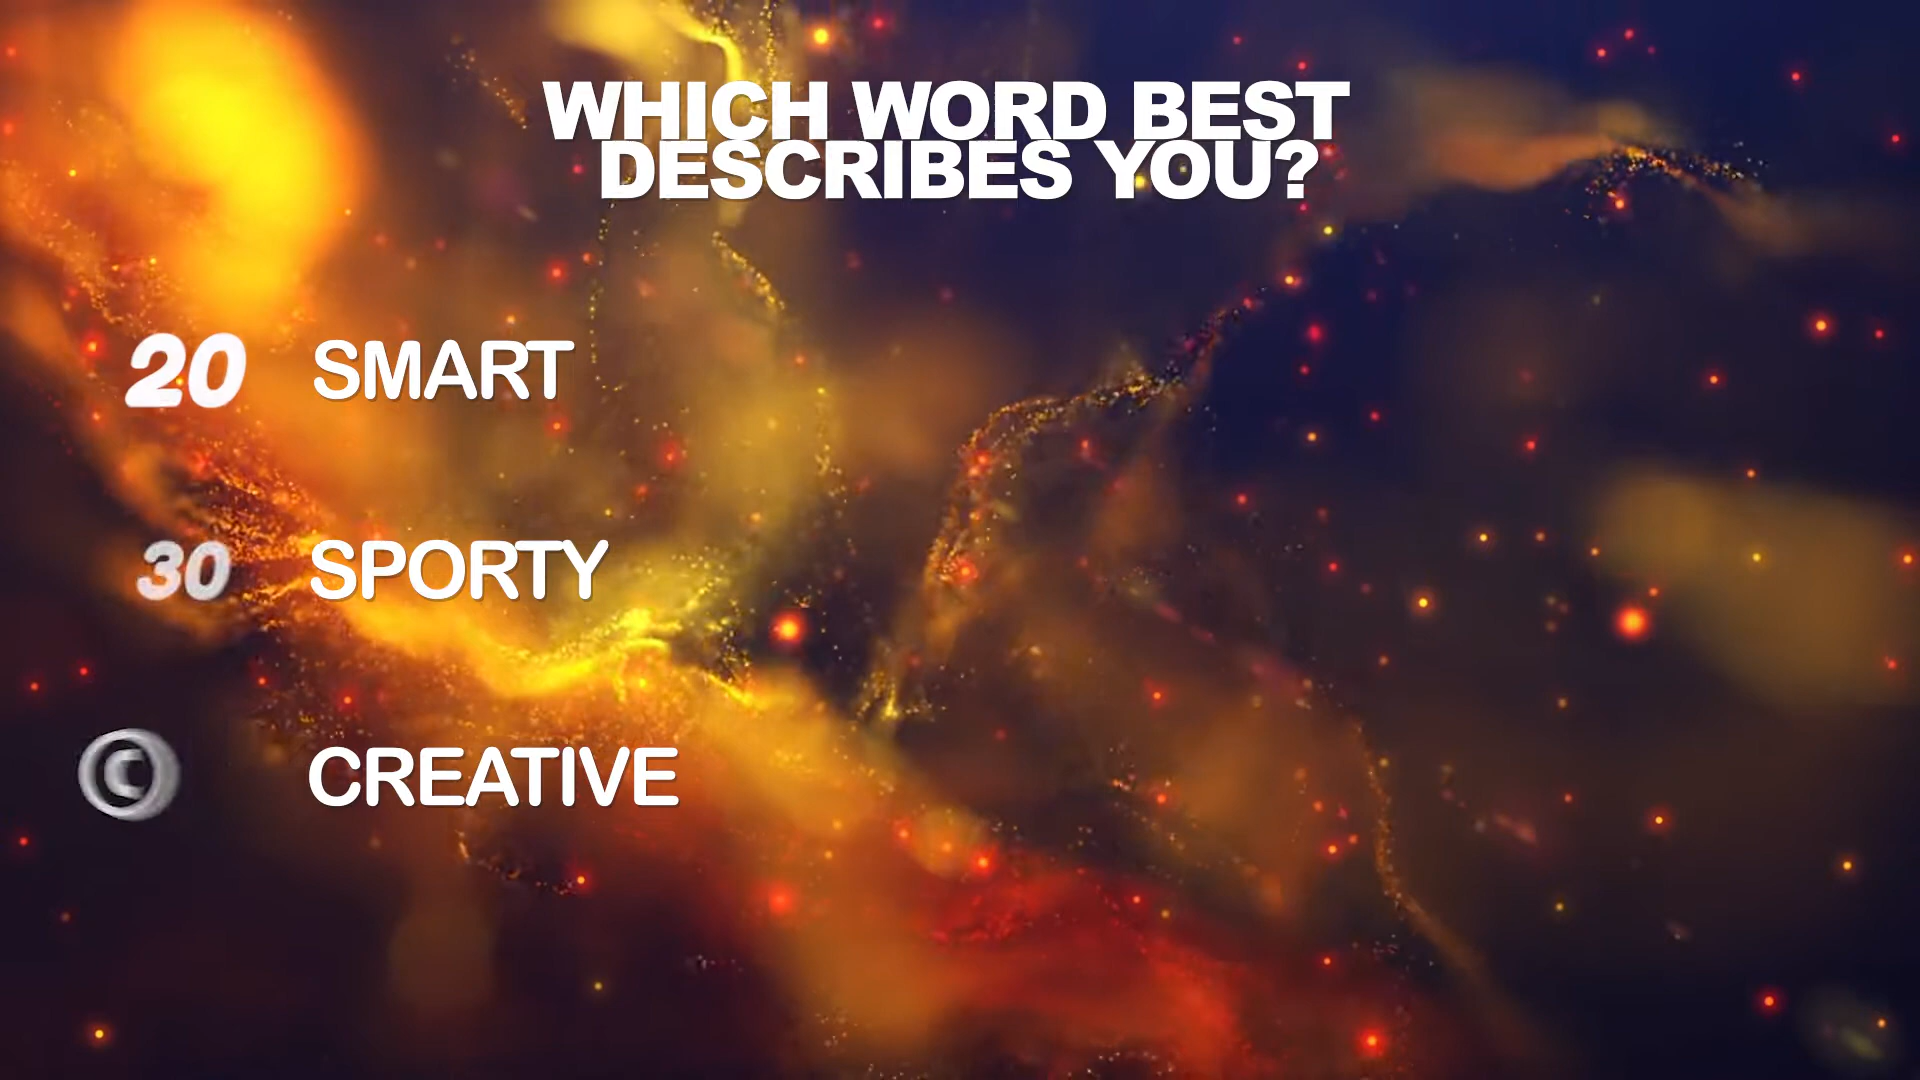 WHICH WORD BEST
DESCRIBES YOU?
20 SMART
30 SPORTY
© CREATIVE